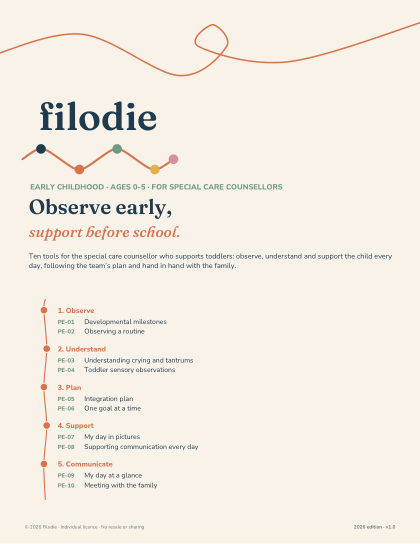 filodie
EARLY CHILDHOOD · AGES 0-5 · FOR SPECIAL CARE COUNSELLORS
Observe early,
support before school.
Ten tools for the special care counsellor who supports toddlers: observe, understand and support the child every
day, following the team's plan and hand in hand with the family.
1. Observe
PE-01 Developmental milestones
PE-02 Observing a routine
2. Understand
PE-03 Understanding crying and tantrums
PE-04 Toddler sensory observations
3. Plan
PE-05 Integration plan
PE-06 One goal at a time
4. Support
PE-07 My day in pictures
PE-08 Supporting communication every day
5. Communicate
PE-09 My day at a glance
PE-10 Meeting with the family
© 2026 Filodie · Individual licence · No resale or sharing
2026 edition · v1.0